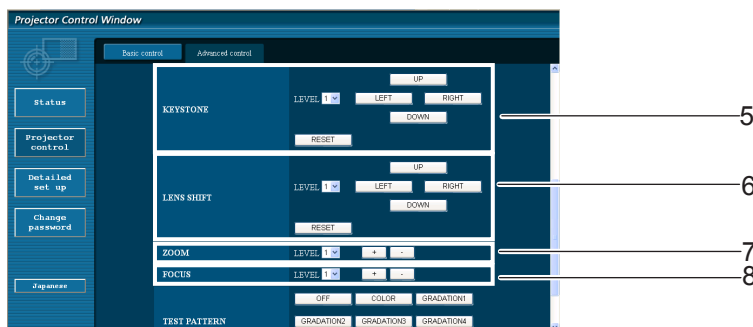 Projector Control Window
Basic control Advanced control
Status
Projector control
Detailed set up
Change password
Japanese
KEYSTONE LEVEL 1 UP LEFT RIGHT DOWN RESET 5
LENS SHIFT LEVEL 1 UP LEFT RIGHT DOWN RESET 6
ZOOM LEVEL 1 + - 7
FOCUS LEVEL 1 + - 8
TEST PATTERN OFF COLOR GRADATION1
GRADATION2 GRADATION3 GRADATION4